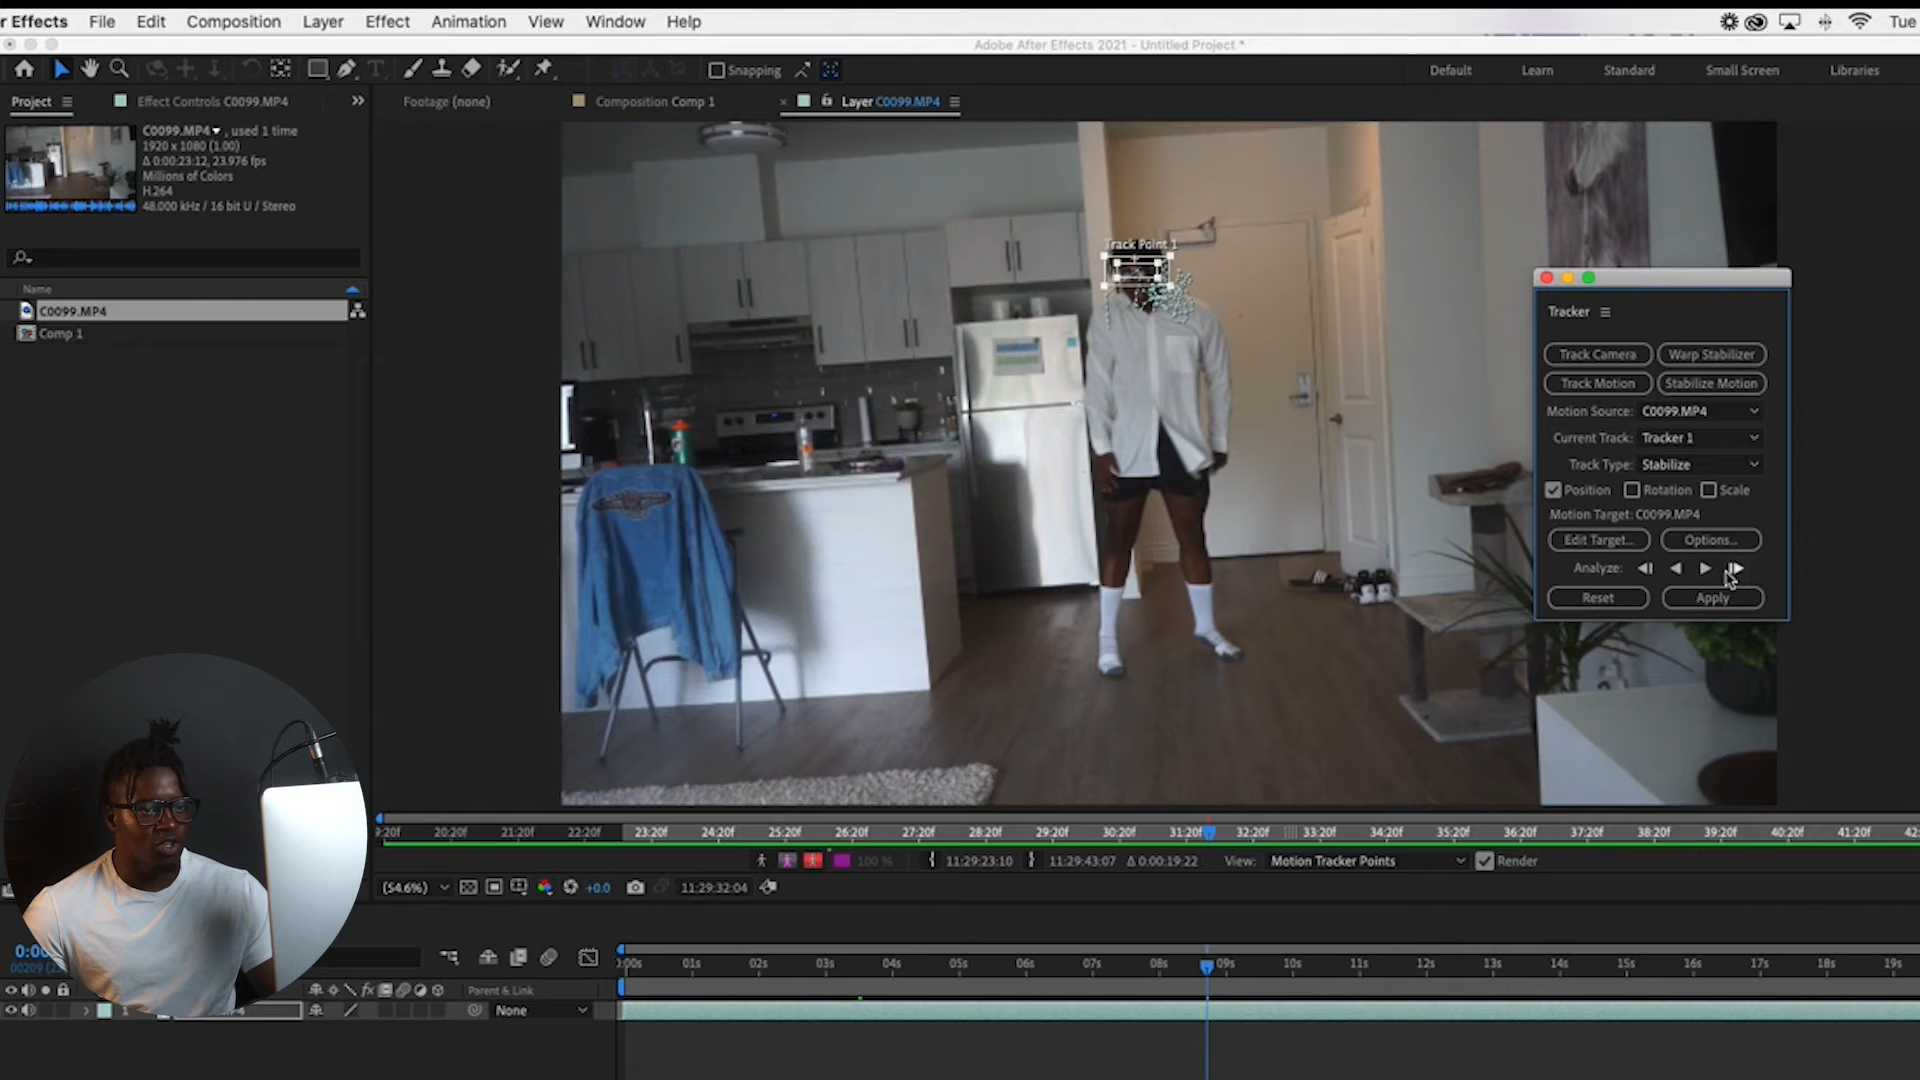 r Effects File Edit Composition Layer Effect Animation View Window Help Tue
Adobe After Effects 2021 - Untitled Project *
Snapping Default Learn Standard Small Screen Libraries
Project Effect Controls C0099.MP4 Footage (none) Composition Comp 1 Layer C0099.MP4
C0099.MP4 , used 1 time
1920 x 1080 (1.00)
Δ 0:00:23:12, 23.976 fps
Millions of Colors
H.264
48.000 kHz / 16 bit U / Stereo
Name
C0099.MP4
Comp 1
Track Point 1
Tracker
Track Camera Warp Stabilizer
Track Motion Stabilize Motion
Motion Source: C0099.MP4
Current Track: Tracker 1
Track Type: Stabilize
Position Rotation Scale
Motion Target: C0099.MP4
Edit Target... Options...
Analyze:
Reset Apply
9:20f 20:20f 21:20f 22:20f 23:20f 24:20f 25:20f 26:20f 27:20f 28:20f 29:20f 30:20f 31:20f 32:20f 33:20f 34:20f 35:20f 36:20f 37:20f 38:20f 39:20f 40:20f 41:20f 42:
100 % 11:29:23:10 11:29:43:07 Δ 0:00:19:22 View: Motion Tracker Points Render
(54.6%) +0.0 11:29:32:04
0:0
00209 (2
:00s 01s 02s 03s 04s 05s 06s 07s 08s 09s 10s 11s 12s 13s 14s 15s 16s 17s 18s 19s
fx Parent & Link
1 None